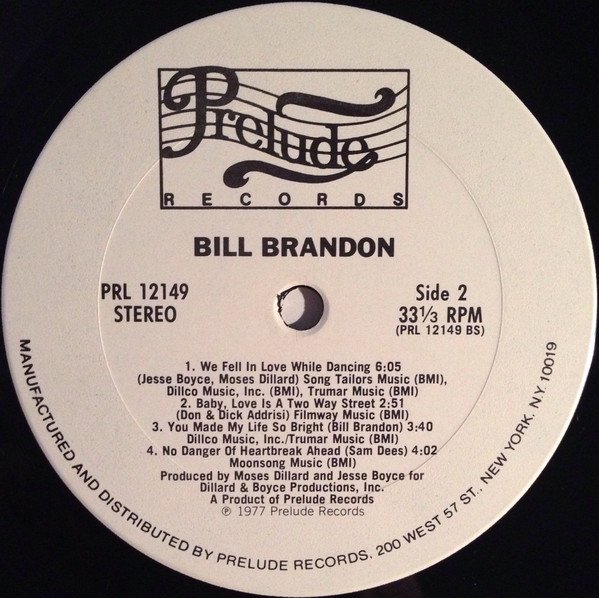 Prelude
RECORDS
BILL BRANDON
PRL 12149
STEREO
Side 2
33⅓ RPM
(PRL 12149 BS)
1. We Fell In Love While Dancing 6:05
(Jesse Boyce, Moses Dillard) Song Tailors Music (BMI),
Dillco Music, Inc. (BMI), Trumar Music (BMI)
2. Baby, Love Is A Two Way Street 2:51
(Don & Dick Addrisi) Filmway Music (BMI)
3. You Made My Life So Bright (Bill Brandon) 3:40
Dillco Music, Inc./Trumar Music (BMI)
4. No Danger Of Heartbreak Ahead (Sam Dees) 4:02
Moonsong Music (BMI)
Produced by Moses Dillard and Jesse Boyce for
Dillard & Boyce Productions, Inc.
A Product of Prelude Records
℗ 1977 Prelude Records
MANUFACTURED AND DISTRIBUTED BY PRELUDE RECORDS, 200 WEST 57 ST., NEW YORK, NY 10019